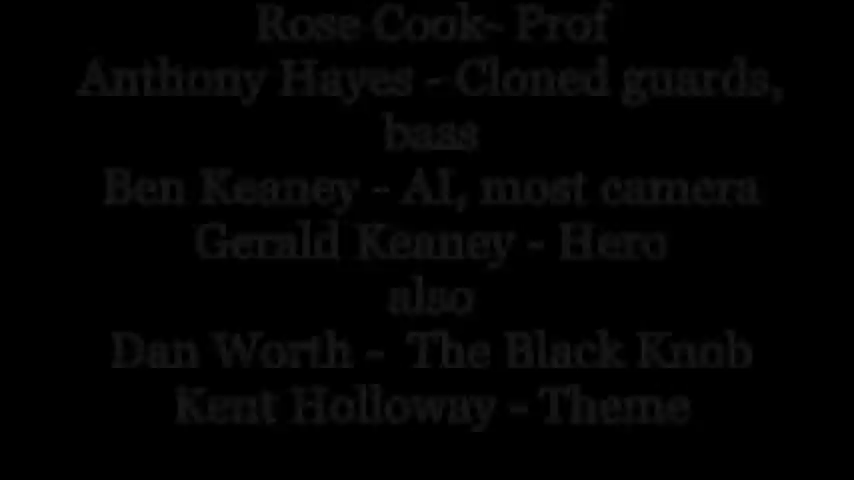 Rose Cook- Prof
Anthony Hayes - Cloned guards,
bass
Ben Keaney - AI, most camera
Gerald Keaney - Hero
also
Dan Worth - The Black Knob
Kent Holloway - Theme